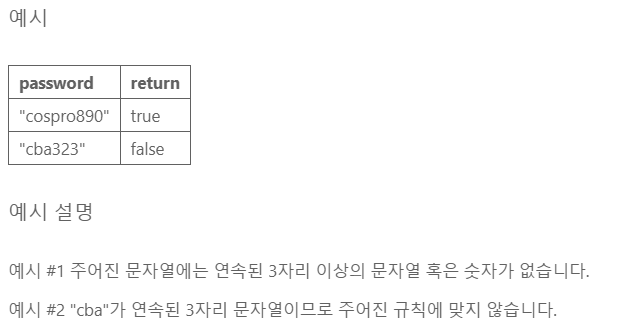 예시
password return
"cospro890" true
"cba323" false
예시 설명
예시 #1 주어진 문자열에는 연속된 3자리 이상의 문자열 혹은 숫자가 없습니다.
예시 #2 "cba"가 연속된 3자리 문자열이므로 주어진 규칙에 맞지 않습니다.